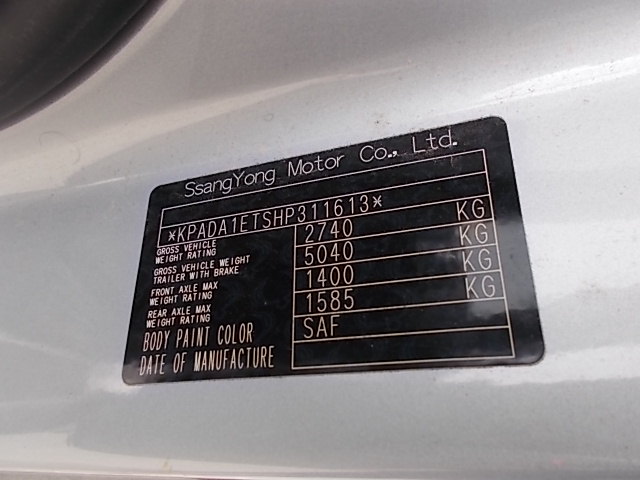 SsangYong Motor Co., Ltd.
*KPADA1ETSHP311613*
GROSS VEHICLE
WEIGHT RATING 2740 KG
GROSS VEHICLE WEIGHT
TRAILER WITH BRAKE 5040 KG
FRONT AXLE MAX
WEIGHT RATING 1400 KG
REAR AXLE MAX
WEIGHT RATING 1585 KG
BODY PAINT COLOR SAF
DATE OF MANUFACTURE